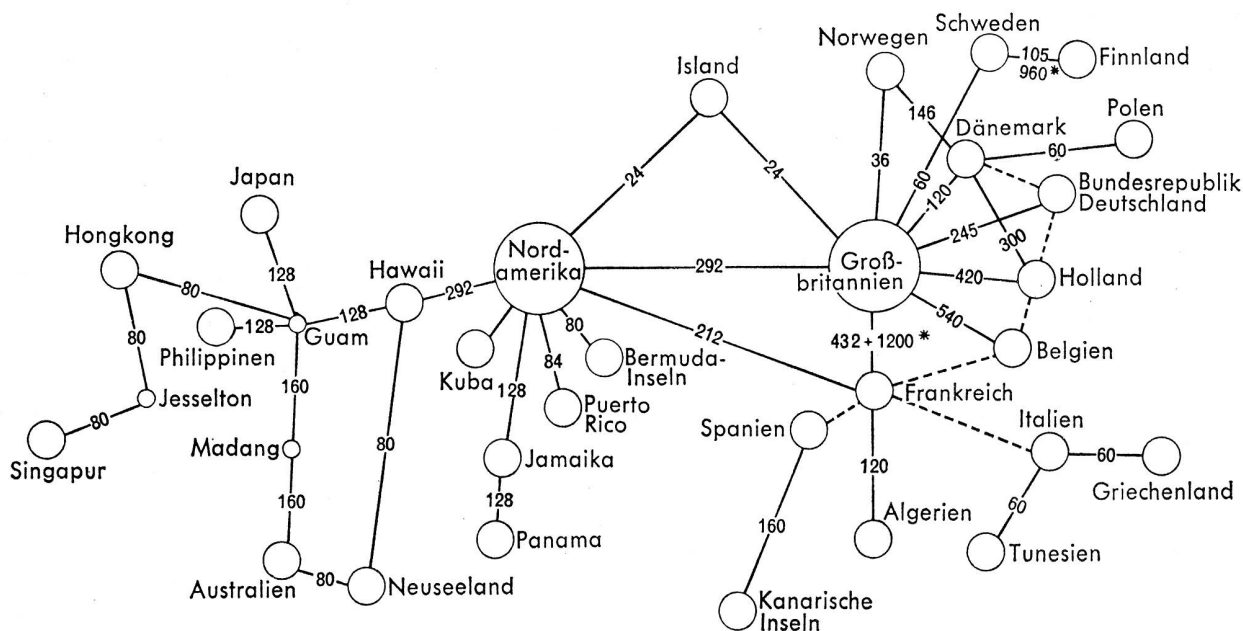 Schweden
Norwegen
105
960*
Finnland
Island
Polen
146
Dänemark
60
Japan
24
24
36
60
120
Bundesrepublik
Deutschland
Hongkong
245
300
128
Hawaii
292
Nord-
amerika
292
Groß-
britannien
420
Holland
80
128
128
Philippinen
Guam
80
212
540
432 + 1200*
Belgien
80
Kuba
84
Bermuda-
Inseln
160
128
Jesselton
Puerto
Rico
Frankreich
80
80
Spanien
Italien
Singapur
Madang
Jamaika
60
Griechenland
120
160
128
60
160
Algerien
Panama
Tunesien
Australien
80
Neuseeland
Kanarische
Inseln